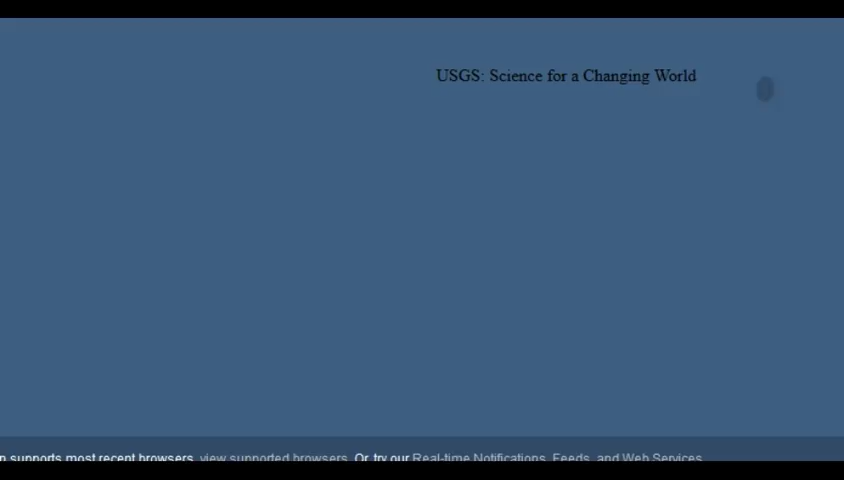 USGS: Science for a Changing World
n supports most recent browsers, view supported browsers. Or, try our Real-time Notifications, Feeds, and Web Services.